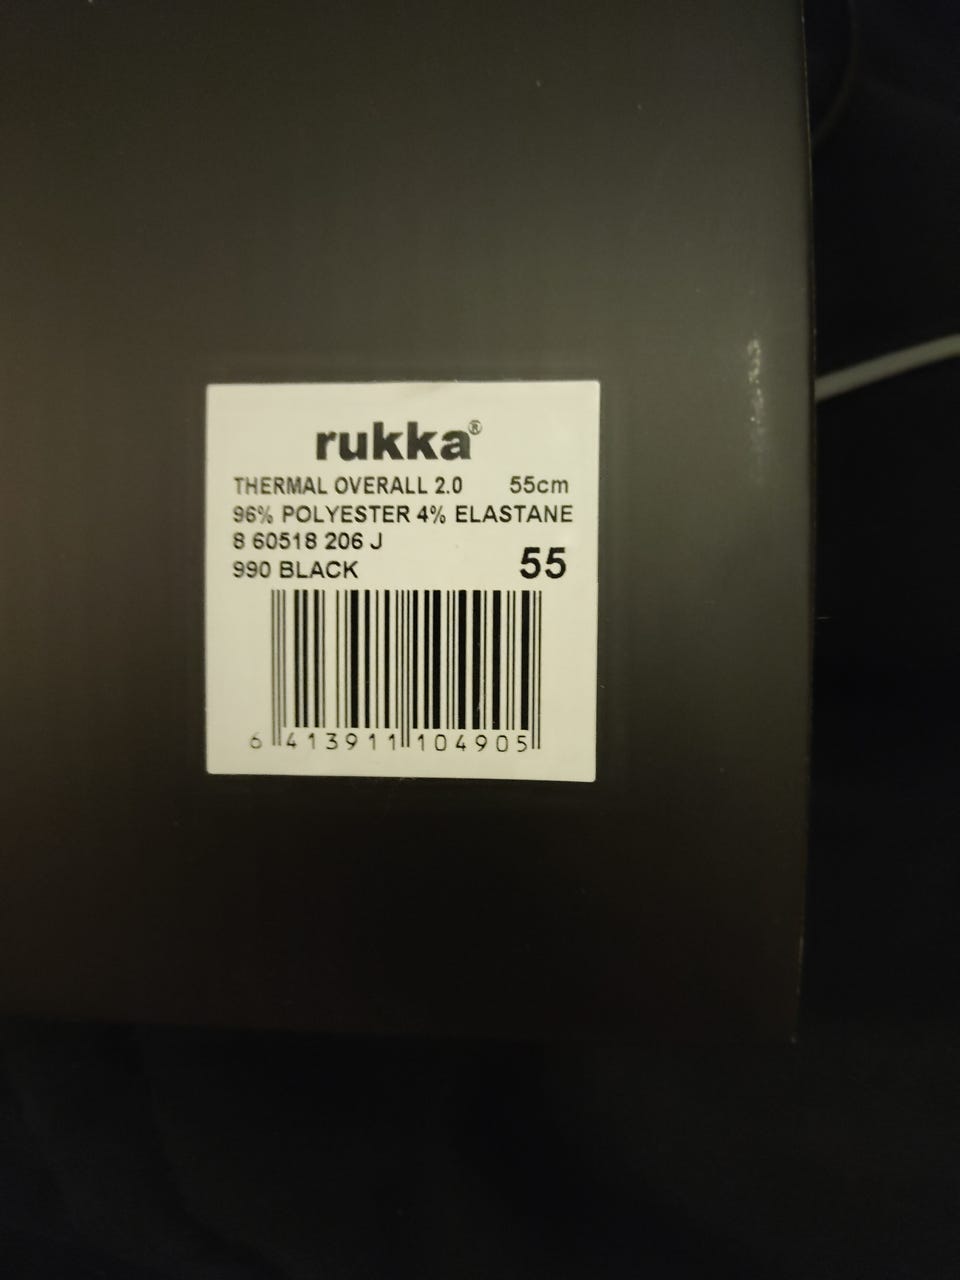 rukka®
THERMAL OVERALL 2.0 55cm
96% POLYESTER 4% ELASTANE
8 60518 206 J
990 BLACK 55
6 413911 104905